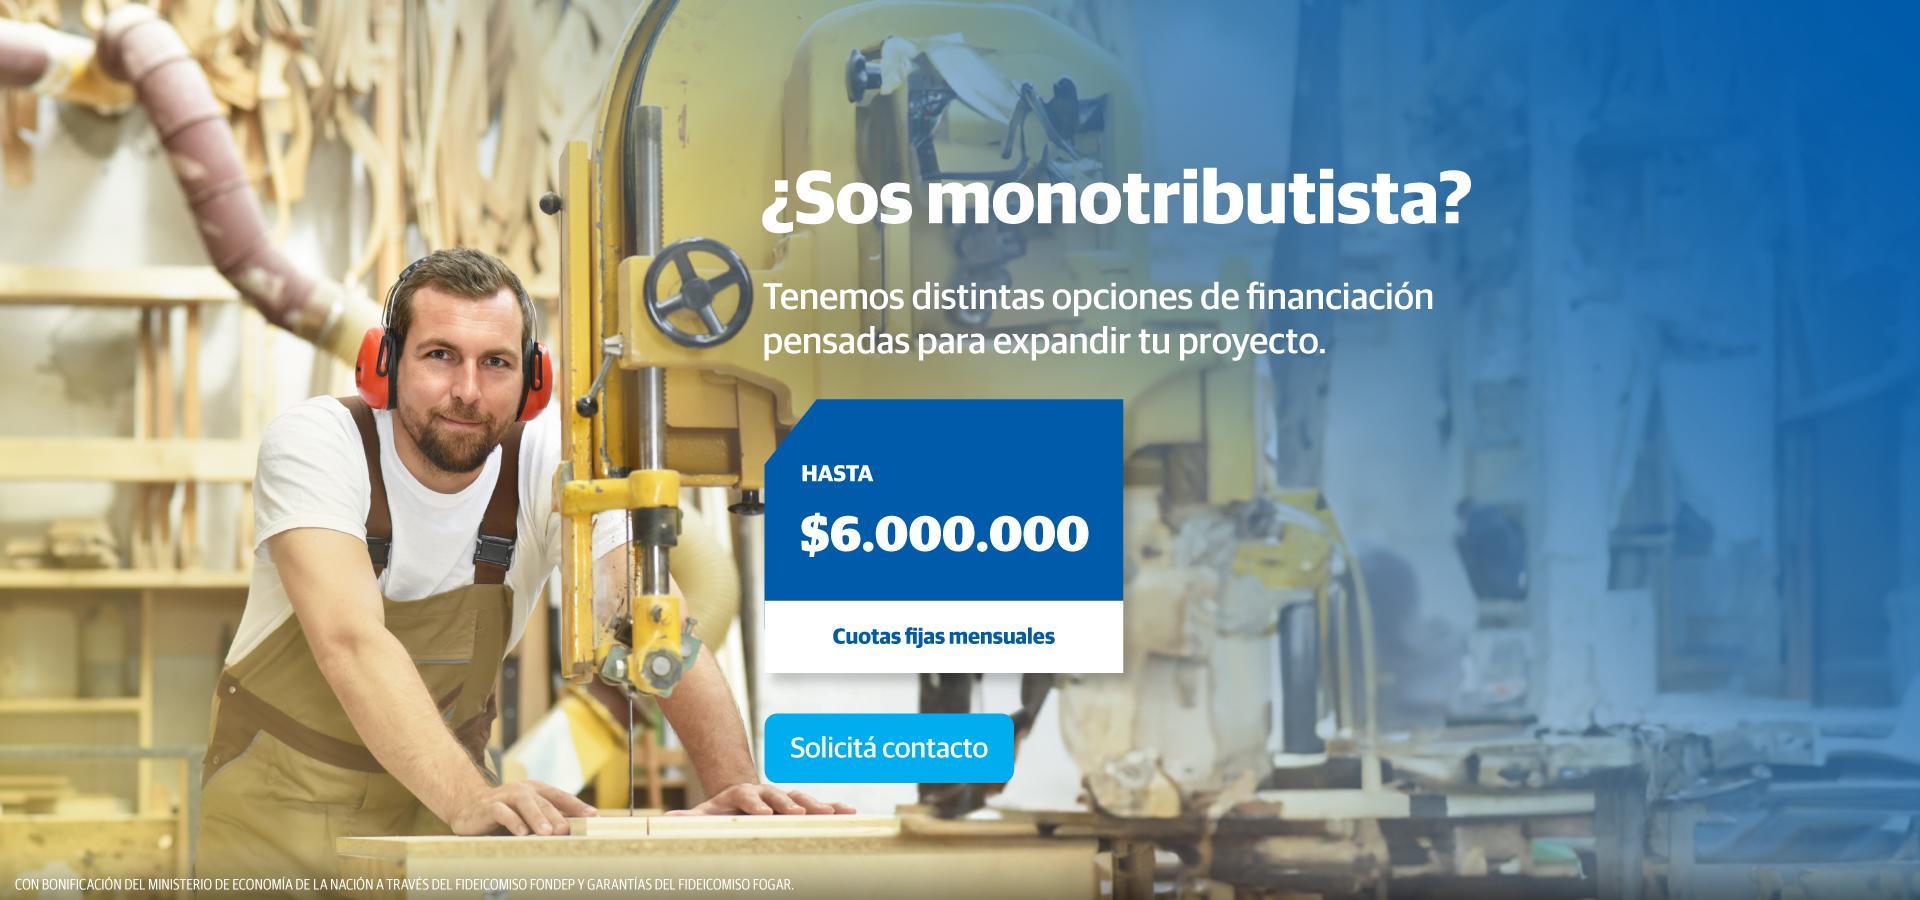 ¿Sos monotributista?
Tenemos distintas opciones de financiación
pensadas para expandir tu proyecto.
HASTA
$6.000.000
Cuotas fijas mensuales
Solicitá contacto
CON BONIFICACIÓN DEL MINISTERIO DE ECONOMÍA DE LA NACIÓN A TRAVÉS DEL FIDEICOMISO FONDEP Y GARANTÍAS DEL FIDEICOMISO FOGAR.